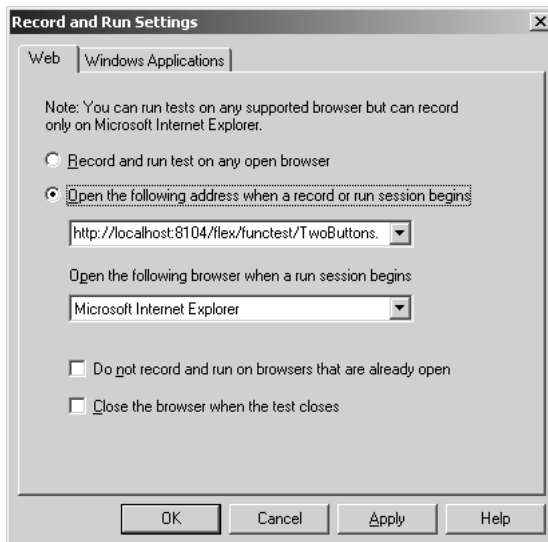 Record and Run Settings
Web
Windows Applications
Note: You can run tests on any supported browser but can record
only on Microsoft Internet Explorer.
Record and run test on any open browser
Open the following address when a record or run session begins
http://localhost:8104/flex/functest/TwoButtons.
Open the following browser when a run session begins
Microsoft Internet Explorer
Do not record and run on browsers that are already open
Close the browser when the test closes
OK
Cancel
Apply
Help